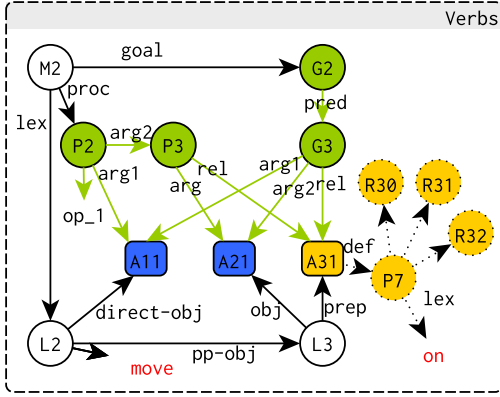 Verbs
goal
M2
G2
proc
pred
lex
arg2
P2
P3
G3
arg1
rel
arg1
arg
arg2
rel
R30
R31
op_1
R32
def
A11
A21
A31
P7
direct-obj
obj
prep
lex
L2
pp-obj
L3
move
on